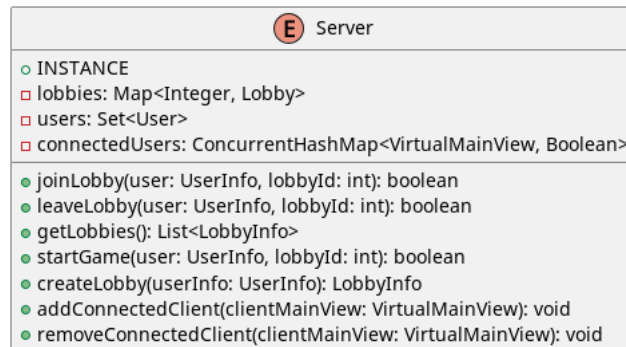 E Server
INSTANCE
lobbies: Map<Integer, Lobby>
users: Set<User>
connectedUsers: ConcurrentHashMap<VirtualMainView, Boolean>
joinLobby(user: UserInfo, lobbyId: int): boolean
leaveLobby(user: UserInfo, lobbyId: int): boolean
getLobbies(): List<LobbyInfo>
startGame(user: UserInfo, lobbyId: int): boolean
createLobby(userInfo: UserInfo): LobbyInfo
addConnectedClient(clientMainView: VirtualMainView): void
removeConnectedClient(clientMainView: VirtualMainView): void